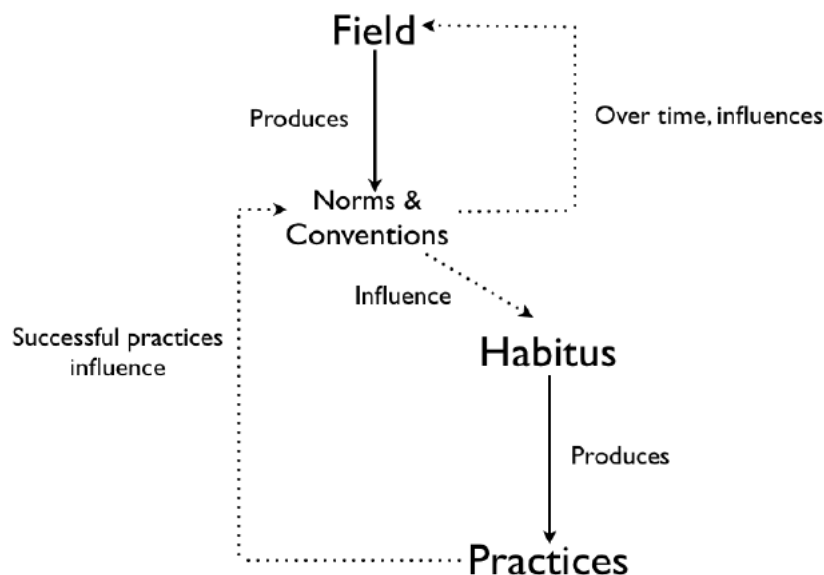 Field
Produces
Over time, influences
Norms &
Conventions
Influence
Successful practices
influence
Habitus
Produces
Practices